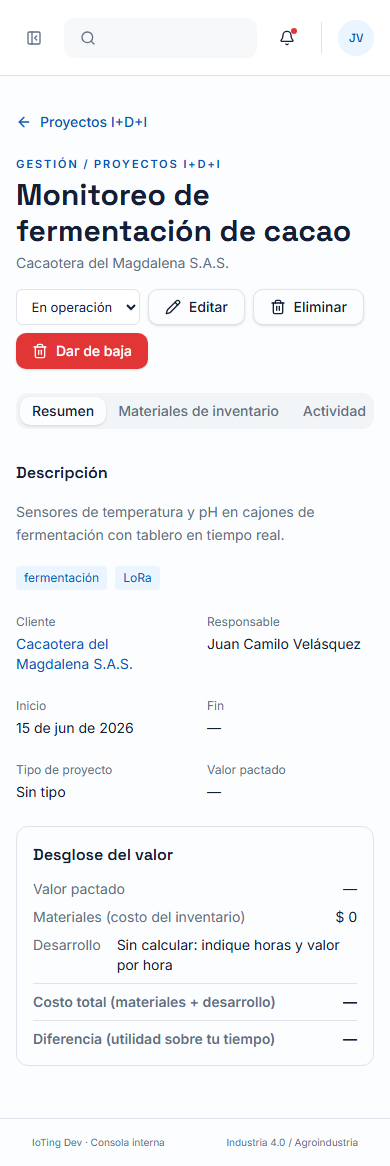 JV
Proyectos I+D+I
GESTIÓN / PROYECTOS I+D+I
Monitoreo de
fermentación de cacao
Cacaotera del Magdalena S.A.S.
En operación
Editar
Eliminar
Dar de baja
Resumen
Materiales de inventario
Actividad
Descripción
Sensores de temperatura y pH en cajones de
fermentación con tablero en tiempo real.
fermentación
LoRa
Cliente
Responsable
Cacaotera del
Magdalena S.A.S.
Juan Camilo Velásquez
Inicio
Fin
15 de jun de 2026
—
Tipo de proyecto
Valor pactado
Sin tipo
—
Desglose del valor
Valor pactado —
Materiales (costo del inventario) $ 0
Desarrollo Sin calcular: indique horas y valor
por hora
Costo total (materiales + desarrollo) —
Diferencia (utilidad sobre tu tiempo) —
IoTing Dev · Consola interna
Industria 4.0 / Agroindustria